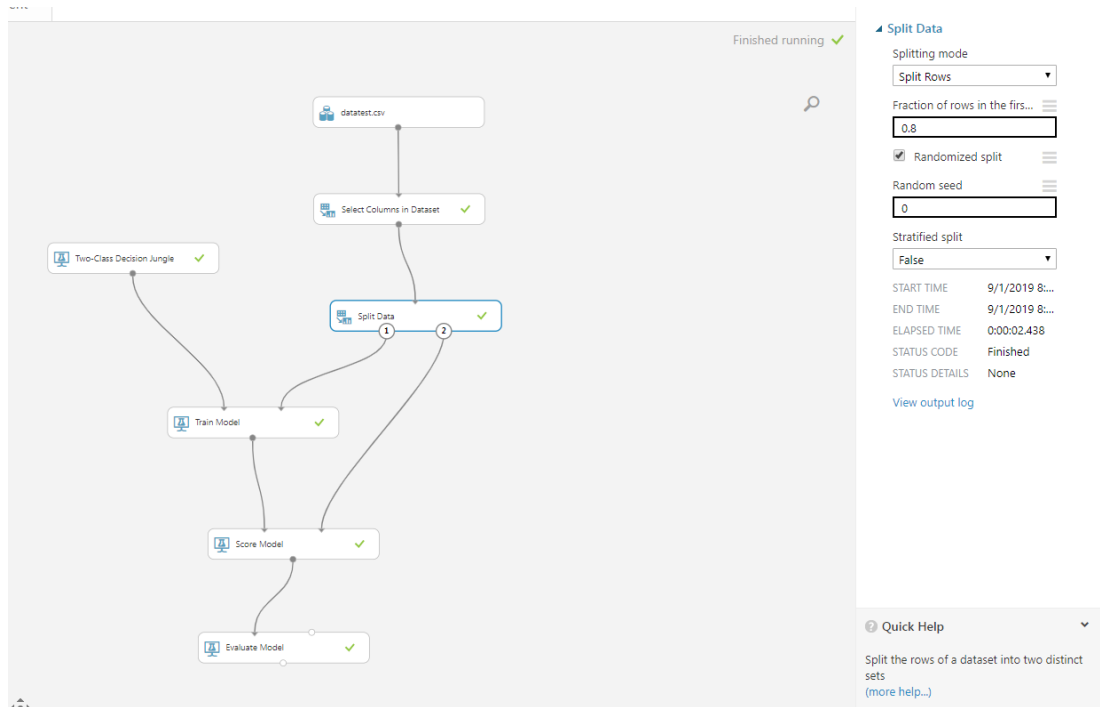 Finished running
datatest.csv
Select Columns in Dataset
Two-Class Decision Jungle
Split Data
1
2
Train Model
Score Model
Evaluate Model
Split Data
Splitting mode
Split Rows
Fraction of rows in the firs...
0.8
Randomized split
Random seed
0
Stratified split
False
START TIME 9/1/2019 8:...
END TIME 9/1/2019 8:...
ELAPSED TIME 0:00:02.438
STATUS CODE Finished
STATUS DETAILS None
View output log
Quick Help
Split the rows of a dataset into two distinct
sets
(more help...)